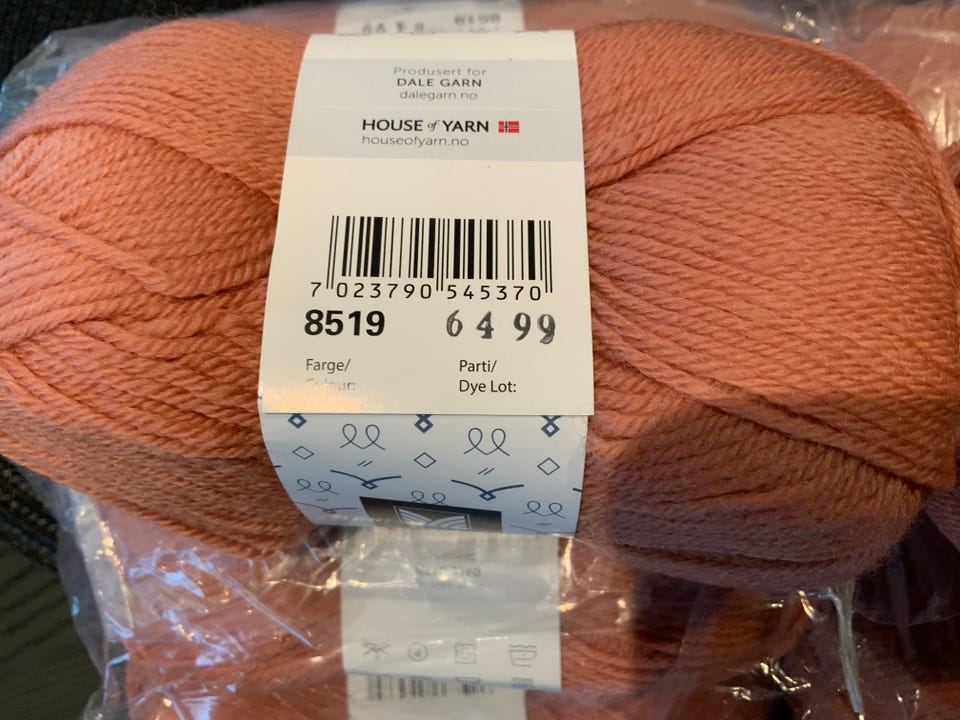 Produsert for
DALE GARN
dalegarn.no
HOUSE of YARN
houseofyarn.no
7 023790 545370
8519 6499
Farge/ Parti/
Colour: Dye Lot: